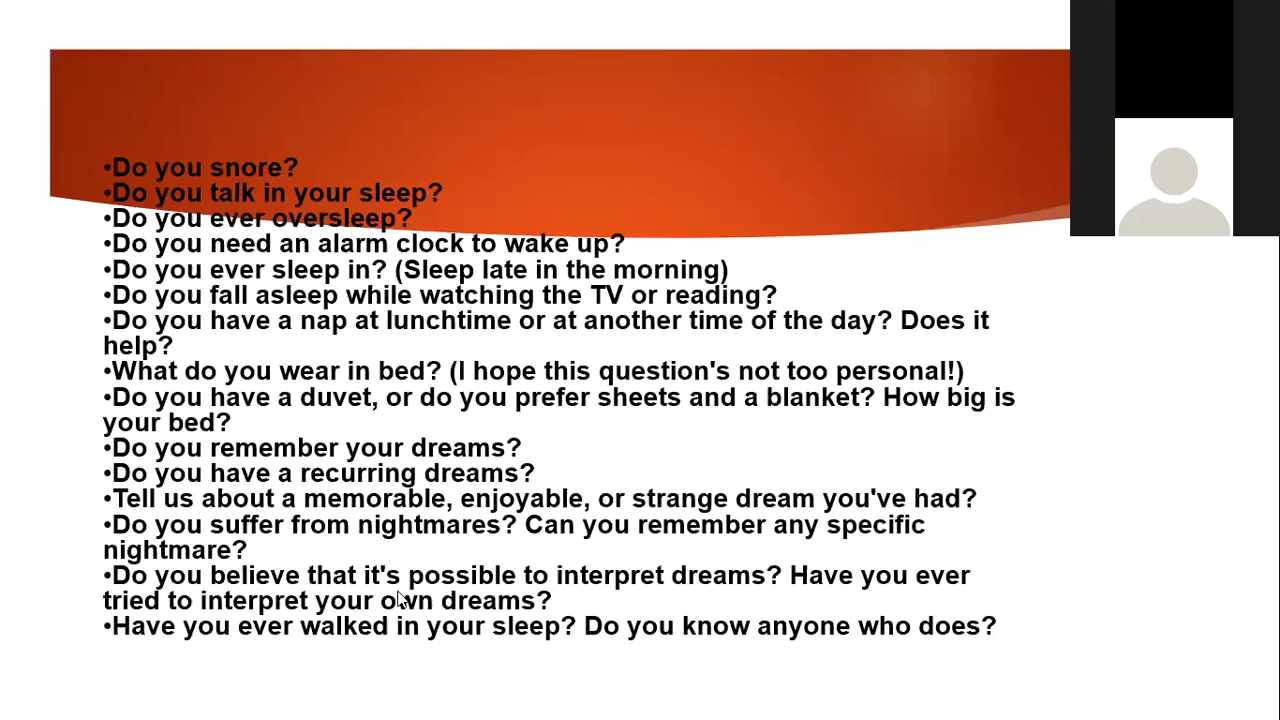 •Do you snore?
•Do you talk in your sleep?
•Do you ever oversleep?
•Do you need an alarm clock to wake up?
•Do you ever sleep in? (Sleep late in the morning)
•Do you fall asleep while watching the TV or reading?
•Do you have a nap at lunchtime or at another time of the day? Does it
help?
•What do you wear in bed? (I hope this question's not too personal!)
•Do you have a duvet, or do you prefer sheets and a blanket? How big is
your bed?
•Do you remember your dreams?
•Do you have a recurring dreams?
•Tell us about a memorable, enjoyable, or strange dream you've had?
•Do you suffer from nightmares? Can you remember any specific
nightmare?
•Do you believe that it's possible to interpret dreams? Have you ever
tried to interpret your own dreams?
•Have you ever walked in your sleep? Do you know anyone who does?